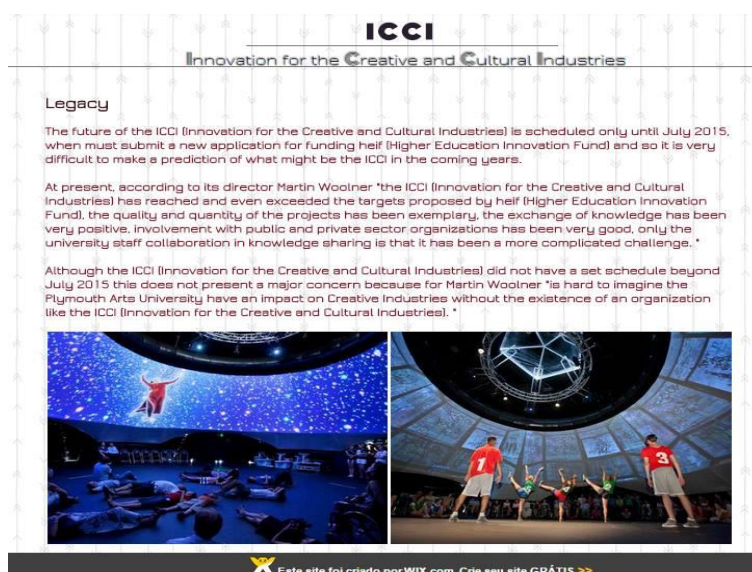 ICCI
Innovation for the Creative and Cultural Industries
Legacy
The future of the ICCI (Innovation for the Creative and Cultural Industries) is scheduled only until July 2015,
when must submit a new application for funding heif (Higher Education Innovation Fund) and so it is very
difficult to make a prediction of what might be the ICCI in the coming years.
At present, according to its director Martin Woolner "the ICCI (Innovation for the Creative and Cultural
Industries) has reached and even exceeded the targets proposed by heif (Higher Education Innovation
Fund), the quality and quantity of the projects has been exemplary, the exchange of knowledge has been
very positive, involvement with public and private sector organizations has been very good, only the
university staff collaboration in knowledge sharing is that it has been a more complicated challenge. "
Although the ICCI (Innovation for the Creative and Cultural Industries) did not have a set schedule beyond
July 2015 this does not present a major concern because for Martin Woolner "is hard to imagine the
Plymouth Arts University have an impact on Creative Industries without the existence of an organization
like the ICCI (Innovation for the Creative and Cultural Industries). "
1
3
Este site foi criado por WIX.com. Crie seu site GRÁTIS >>